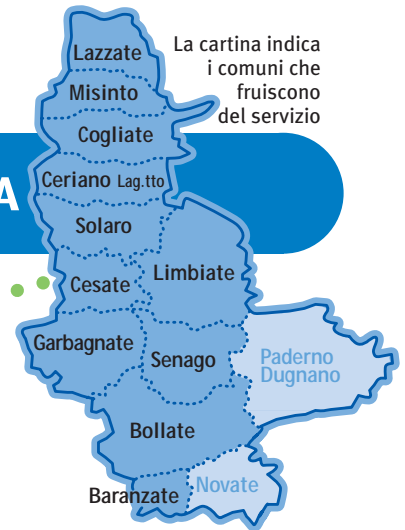 Lazzate
La cartina indica
i comuni che
fruiscono
del servizio
Misinto
Cogliate
A
Ceriano Lag.tto
Solaro
Cesate
Limbiate
Garbagnate
Senago
Paderno
Dugnano
Bollate
Baranzate
Novate